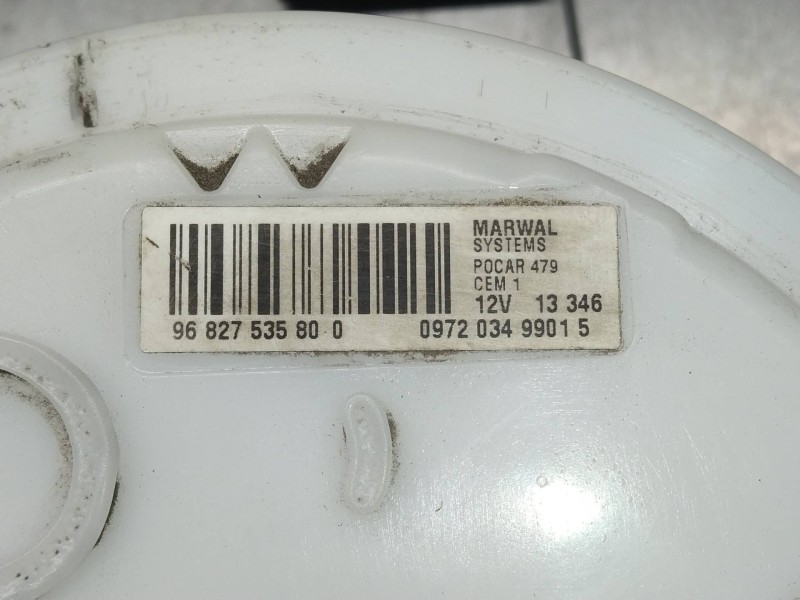 MARWAL
SYSTEMS
POCAR 479
CEM 1
12V 13 346
96 827 535 80 0 0972 034 9901 5